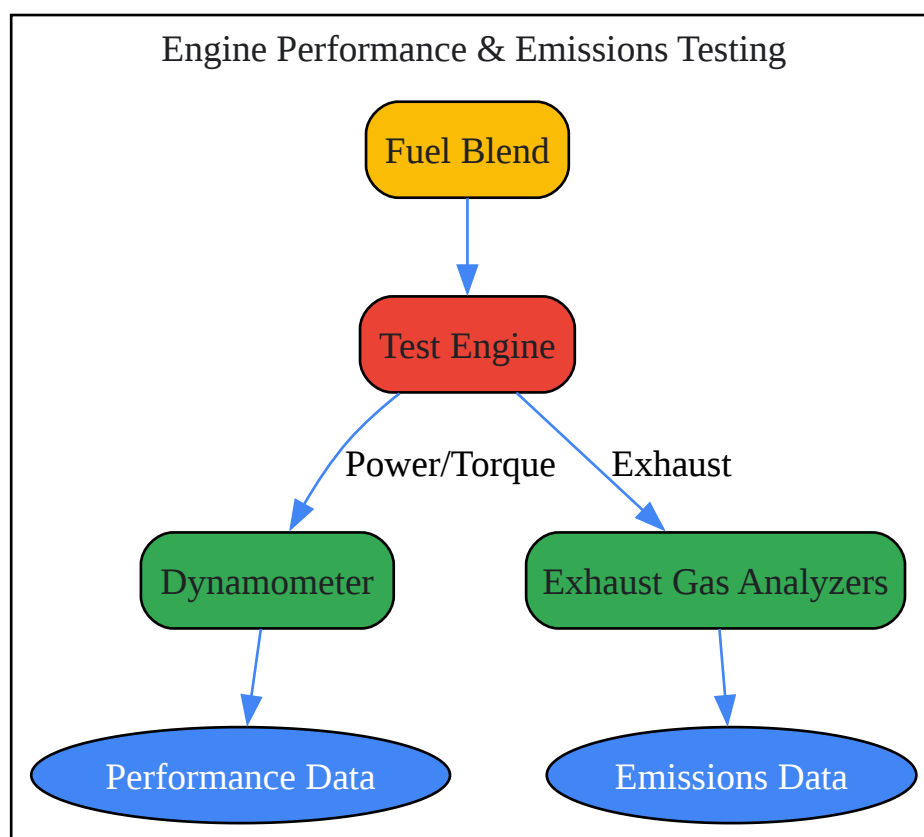 Engine Performance & Emissions Testing
Fuel Blend
Test Engine
Power/Torque
Exhaust
Dynamometer
Exhaust Gas Analyzers
Performance Data
Emissions Data